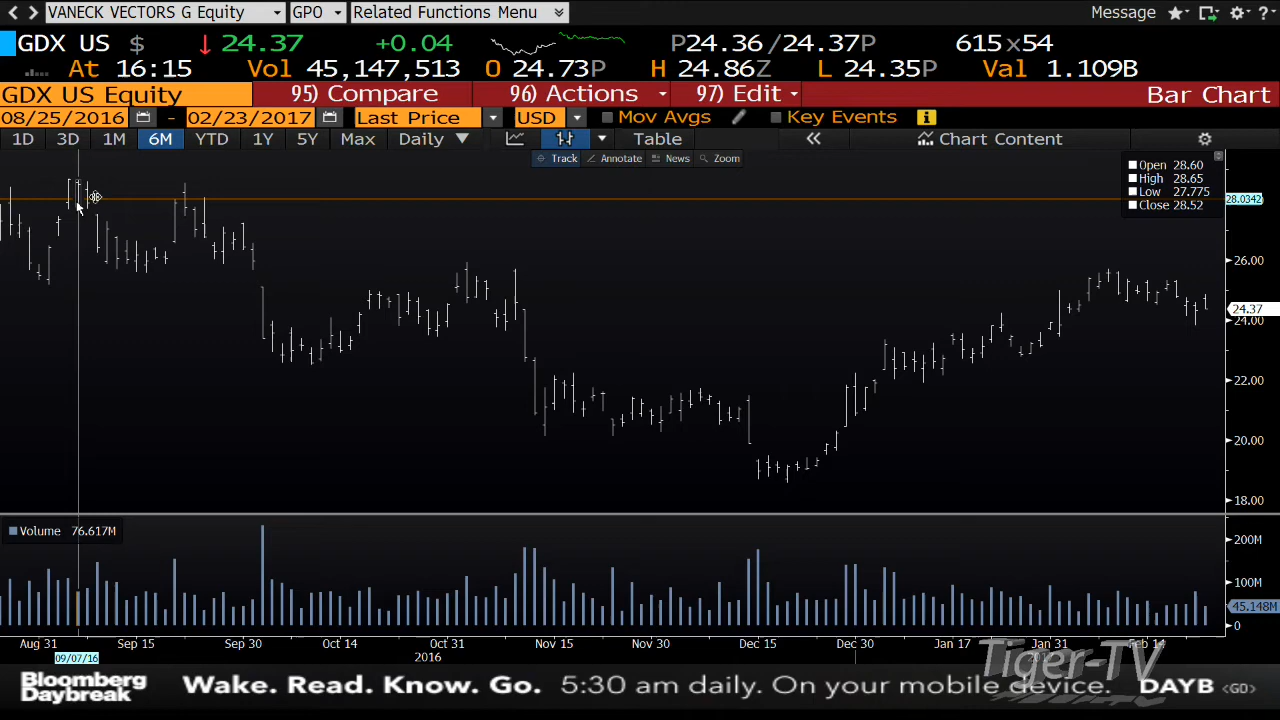 VANECK VECTORS G Equity GPO Related Functions Menu Message ?
GDX US $ 24.37 +0.04 P24.36 /24.37P 615x54
At 16:15 Vol 45,147,513 O 24.73P H 24.86Z L 24.35P Val 1.109B
GDX US Equity 95) Compare 96) Actions 97) Edit Bar Chart
08/25/2016 - 02/23/2017 Last Price USD Mov Avgs Key Events
1D 3D 1M 6M YTD 1Y 5Y Max Daily Table Chart Content
Track Annotate News Zoom
Open 28.60
High 28.65
Low 27.775
Close 28.52
28.0342
26.00
24.37
24.00
22.00
20.00
18.00
Volume 76.617M
200M
100M
45.148M
0
Aug 31 Sep 15 Sep 30 Oct 14 Oct 31 Nov 15 Nov 30 Dec 15 Dec 30 Jan 17 Jan 31 Feb 14
09/07/16 2016
Tiger-TV
Bloomberg
Daybreak
Wake. Read. Know. Go. 5:30 am daily. On your mobile device. DAYB <GO>